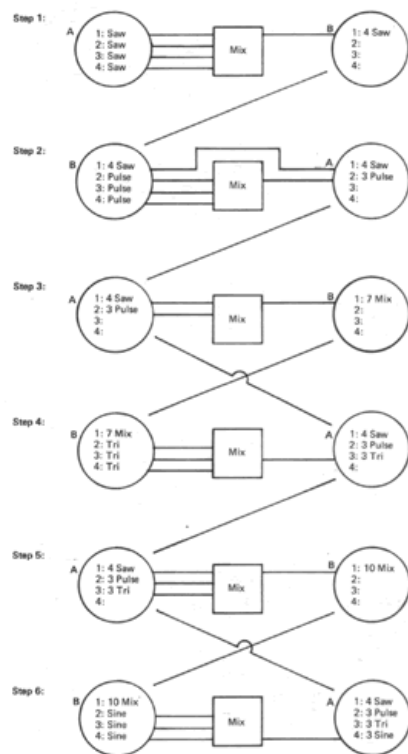 Step 1:
A
1: Saw
2: Saw
3: Saw
4: Saw
Mix
B
1: 4 Saw
2:
3:
4:
Step 2:
B
1: 4 Saw
2: Pulse
3: Pulse
4: Pulse
Mix
A
1: 4 Saw
2: 3 Pulse
3:
4:
Step 3:
A
1: 4 Saw
2: 3 Pulse
3:
4:
Mix
B
1: 7 Mix
2:
3:
4:
Step 4:
B
1: 7 Mix
2: Tri
3: Tri
4: Tri
Mix
A
1: 4 Saw
2: 3 Pulse
3: 3 Tri
4:
Step 5:
A
1: 4 Saw
2: 3 Pulse
3: 3 Tri
4:
Mix
B
1: 10 Mix
2:
3:
4:
Step 6:
B
1: 10 Mix
2: Sine
3: Sine
4: Sine
Mix
A
1: 4 Saw
2: 3 Pulse
3: 3 Tri
4: 3 Sine